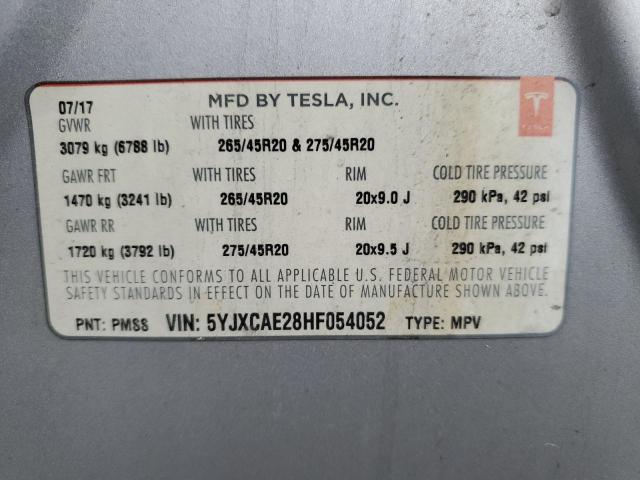 07/17 MFD BY TESLA, INC.
GVWR WITH TIRES
3079 kg (6788 lb) 265/45R20 & 275/45R20
TESLA
GAWR FRT WITH TIRES RIM COLD TIRE PRESSURE
1470 kg (3241 lb) 265/45R20 20x9.0 J 290 kPa, 42 psi
GAWR RR WITH TIRES RIM COLD TIRE PRESSURE
1720 kg (3792 lb) 275/45R20 20x9.5 J 290 kPa, 42 psi
THIS VEHICLE CONFORMS TO ALL APPLICABLE U.S. FEDERAL MOTOR VEHICLE
SAFETY STANDARDS IN EFFECT ON THE DATE OF MANUFACTURE SHOWN ABOVE.
PNT: PMSS VIN: 5YJXCAE28HF054052 TYPE: MPV